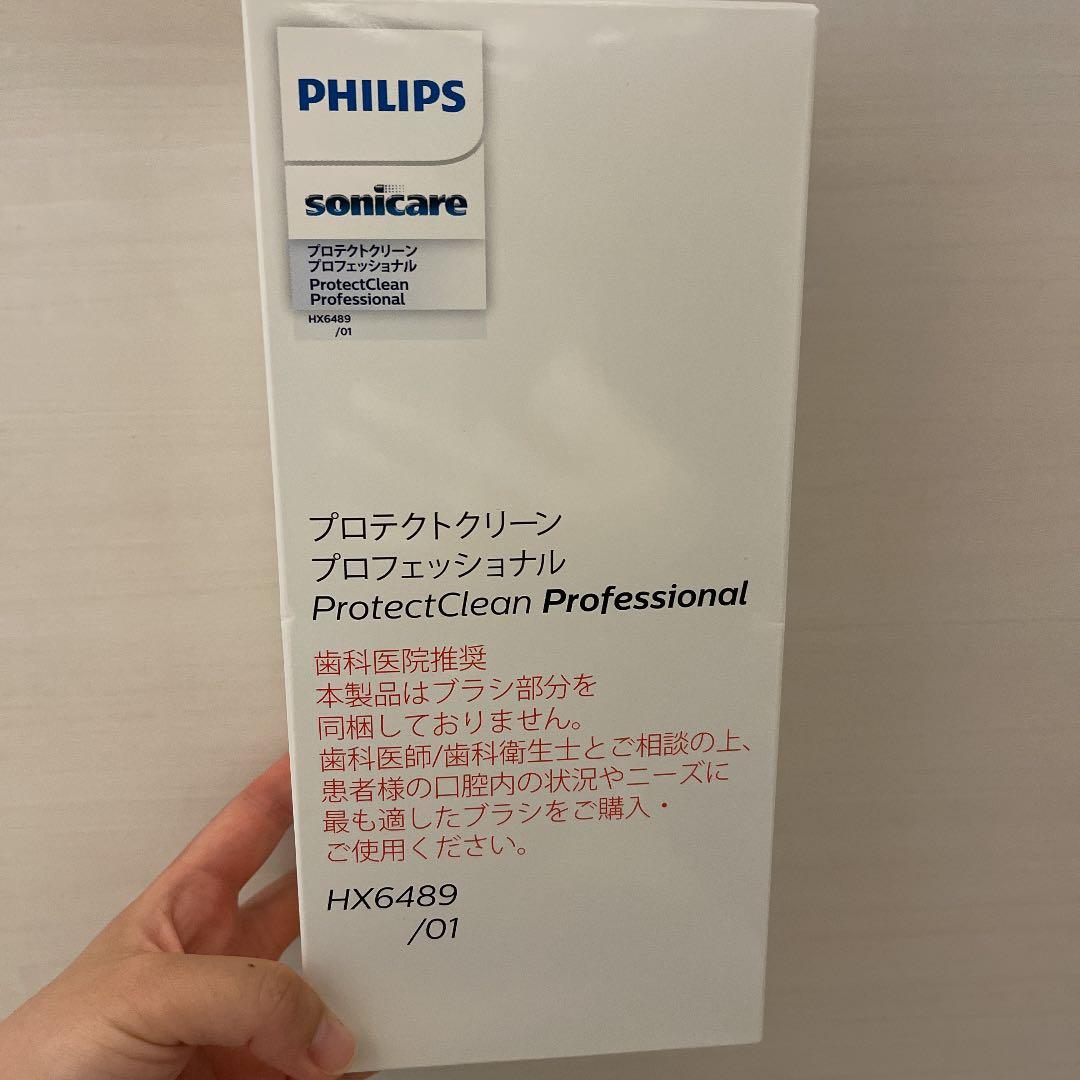 PHILIPS
sonicare
プロテクトクリーン
プロフェッショナル
ProtectClean
Professional
HX6489
/01
プロテクトクリーン
プロフェッショナル
ProtectClean Professional
歯科医院推奨
本製品はブラシ部分を
同梱しておりません。
歯科医師/歯科衛生士とご相談の上、
患者様の口腔内の状況やニーズに
最も適したブラシをご購入・
ご使用ください。
HX6489
/01